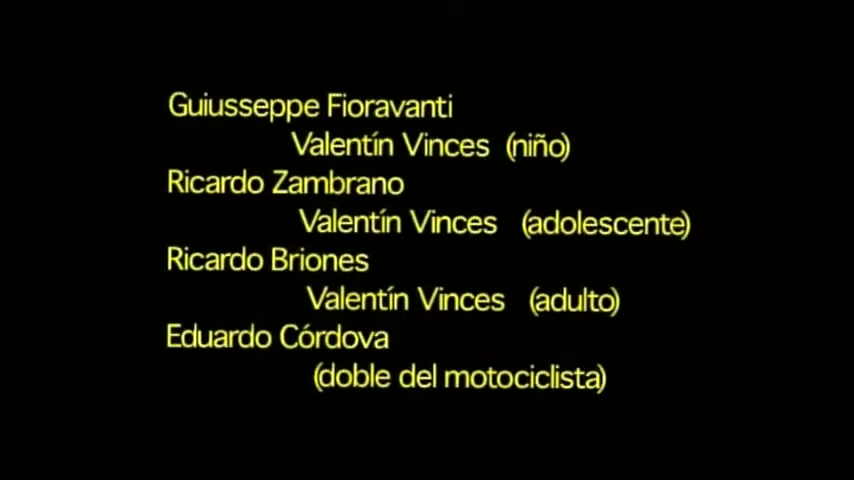 Guiusseppe Fioravanti
Valentín Vinces (niño)
Ricardo Zambrano
Valentín Vinces (adolescente)
Ricardo Briones
Valentín Vinces (adulto)
Eduardo Córdova
(doble del motociclista)